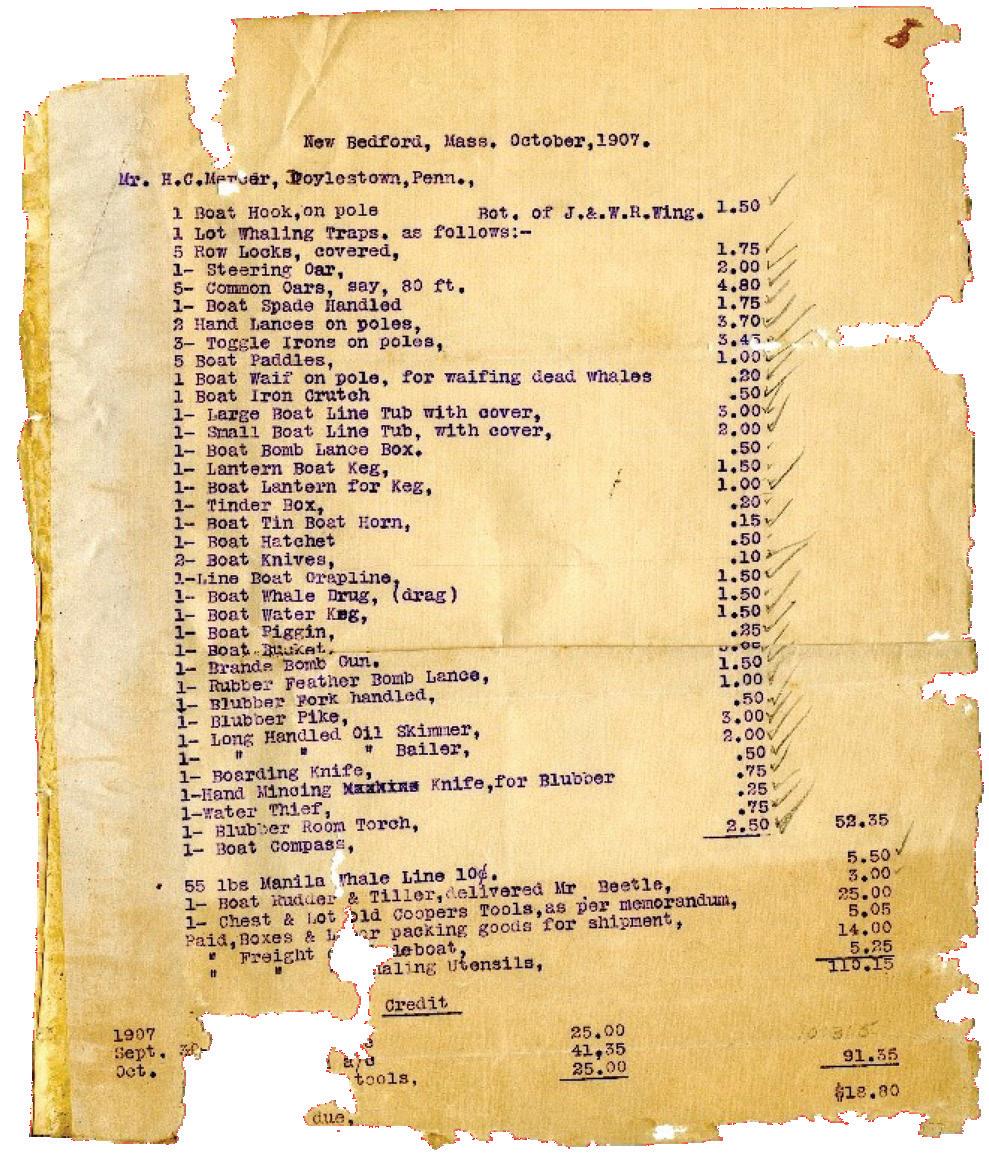 New Bedford, Mass. October,1907.
Mr. H.C.Mercer, Doylestown,Penn.,
1 Boat Hook,on pole Bot. of J.&.W.R.Wing. 1.50
1 Lot Whaling Traps. as follows:-
5 Row Locks, covered, 1.75
1- Steering Oar, 2.00
5- Common Oars, say, 80 ft. 4.80
1- Boat Spade Handled 1.75
2 Hand Lances on poles, 3.70
3- Toggle Irons on poles, 3.45
5 Boat Paddles, 1.00
1 Boat Waif on pole, for waifing dead whales .20
1 Boat Iron Crutch .50
1- Large Boat Line Tub with cover, 3.00
1- Small Boat Line Tub, with cover, 2.00
1- Boat Bomb Lance Box. .50
1- Lantern Boat Keg, 1.50
1- Boat Lantern for Keg, 1.00
1- Tinder Box, .20
1- Boat Tin Boat Horn, .15
1- Boat Hatchet .50
2- Boat Knives, .10
1-Line Boat Grapline, 1.50
1- Boat Whale Drug, (drag) 1.50
1- Boat Water Keg, 1.50
1- Boat Piggin, .25
1- Boat Bucket.
1- Brands Bomb Gun.
1- Rubber Feather Bomb Lance, 1.50
1- Blubber Fork handled, 1.00
1- Blubber Pike, .50
1- Long Handled Oil Skimmer, 3.00
1- " " " Bailer, 2.00
1- Boarding Knife, .50
1-Hand Mincing Knife,for Blubber .75
1-Water Thief, .25
1- Blubber Room Torch, .75
1- Boat Compass, 2.50 52.35
55 lbs Manila Whale Line 10¢. 5.50
1- Boat Rudder & Tiller,delivered Mr. Beetle, 3.00
1- Chest & Lot old Coopers Tools,as per memorandum, 25.00
Paid,Boxes & packing goods for shipment, 5.05
" Freight leboat, 14.00
" " haling Utensils, 5.25
110.15
Credit
1907 25.00
Sept. a/c 41,35 91.35
Oct. tools. 25.00
$18.80
due,